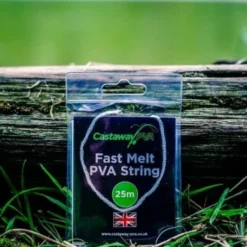 Castaway PVA
Fast Melt
PVA String
25m
www.castaway-pva.co.uk